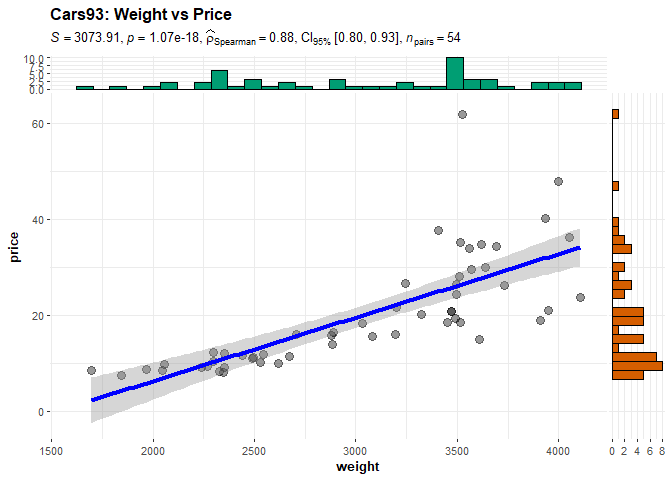 Cars93: Weight vs Price
S = 3073.91, p = 1.07e-18, ρ̂Spearman = 0.88, CI95% [0.80, 0.93], npairs = 54
10.0
7.5
5.0
2.5
0.0
60
40
20
0
price
1500 2000 2500 3000 3500 4000
0 2 4 6 8
weight